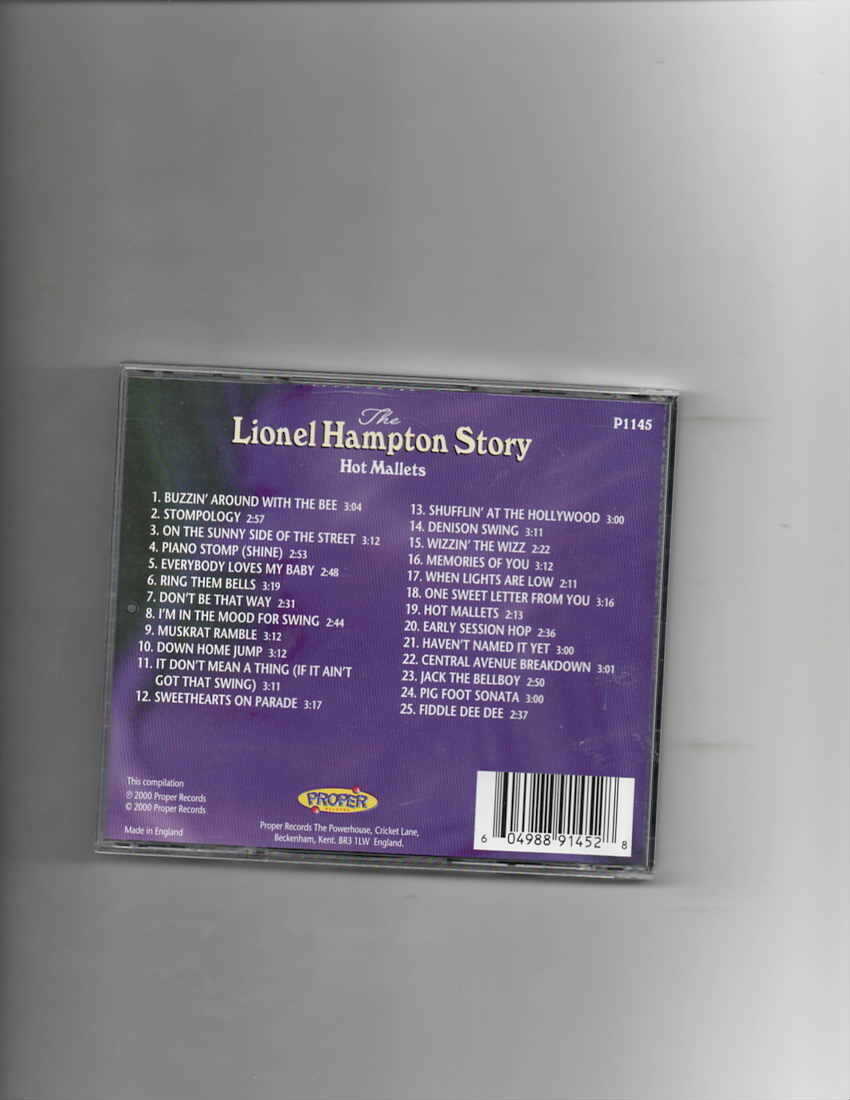 The
Lionel Hampton Story
Hot Mallets
P1145
1. BUZZIN' AROUND WITH THE BEE 3:04
2. STOMPOLOGY 2:57
3. ON THE SUNNY SIDE OF THE STREET 3:12
4. PIANO STOMP (SHINE) 2:53
5. EVERYBODY LOVES MY BABY 2:48
6. RING THEM BELLS 3:19
7. DON'T BE THAT WAY 2:31
8. I'M IN THE MOOD FOR SWING 2:44
9. MUSKRAT RAMBLE 3:12
10. DOWN HOME JUMP 3:12
11. IT DON'T MEAN A THING (IF IT AIN'T
GOT THAT SWING) 3:11
12. SWEETHEARTS ON PARADE 3:17
13. SHUFFLIN' AT THE HOLLYWOOD 3:00
14. DENISON SWING 3:11
15. WIZZIN' THE WIZZ 2:22
16. MEMORIES OF YOU 3:12
17. WHEN LIGHTS ARE LOW 2:11
18. ONE SWEET LETTER FROM YOU 3:16
19. HOT MALLETS 2:13
20. EARLY SESSION HOP 2:36
21. HAVEN'T NAMED IT YET 3:00
22. CENTRAL AVENUE BREAKDOWN 3:01
23. JACK THE BELLBOY 2:50
24. PIG FOOT SONATA 3:00
25. FIDDLE DEE DEE 2:37
This compilation
℗ 2000 Proper Records
© 2000 Proper Records
Made in England
PROPER
RECORDS
Proper Records The Powerhouse, Cricket Lane,
Beckenham, Kent. BR3 1LW England.
6 04988 91452 8